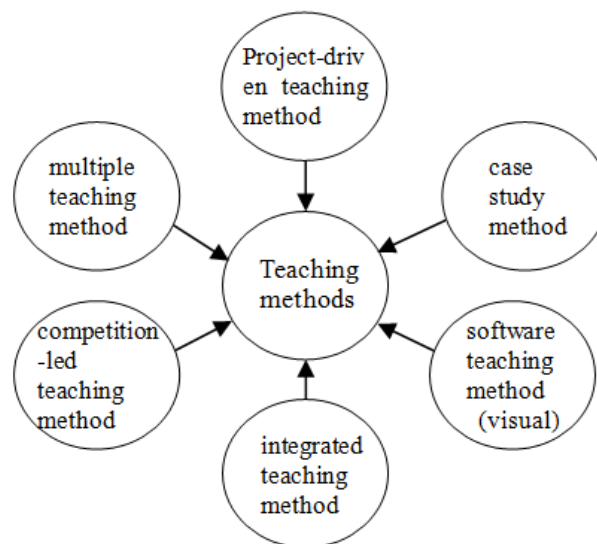 Project-driv
en teaching
method
multiple
teaching
method
case
study
method
Teaching
methods
competition
-led
teaching
method
software
teaching
method
(visual)
integrated
teaching
method